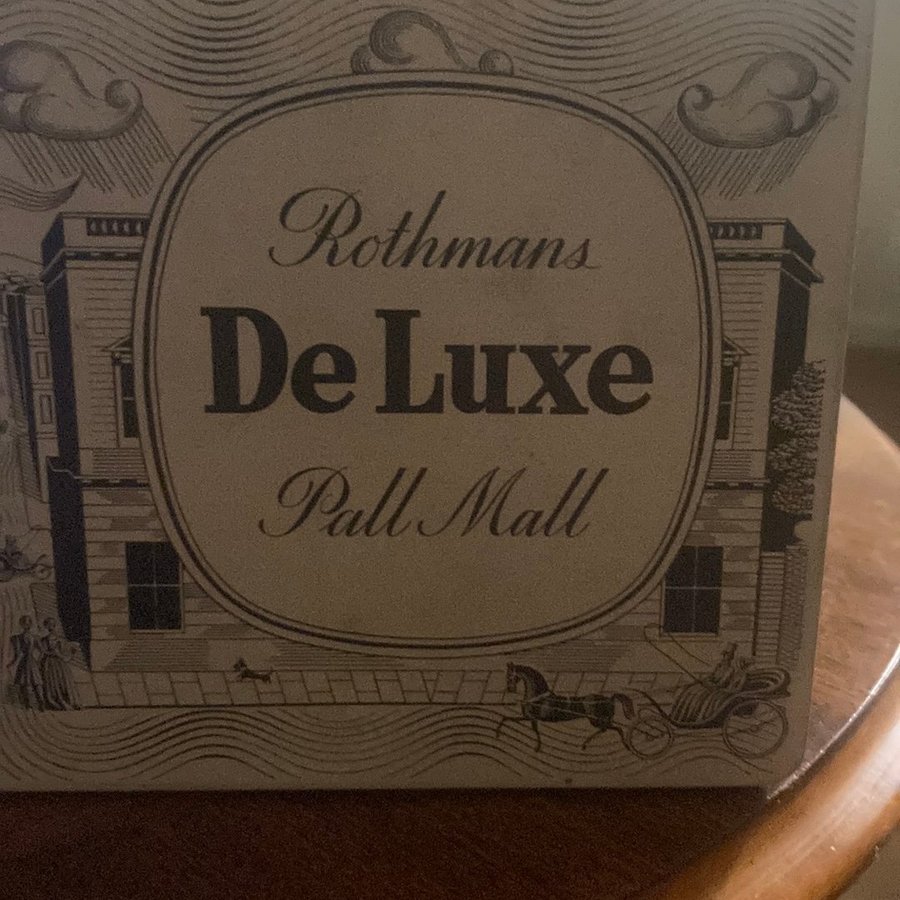 Rothmans
De Luxe
Pall Mall